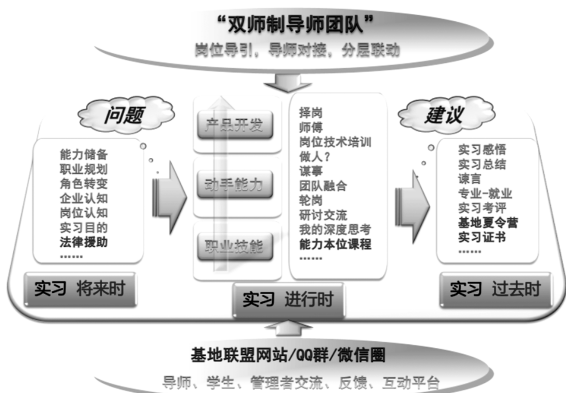 “双师制导师团队”
岗位导引，导师对接，分层联动
问题
能力储备
职业规划
角色转变
企业认知
岗位认知
实习目的
法律援助
……
实习 将来时
产品开发
动手能力
职业技能
择岗
师傅
岗位技术培训
做人？
谋事
团队融合
轮岗
研讨交流
我的深度思考
能力本位课程
……
实习 进行时
建议
实习感悟
实习总结
谏言
专业-就业
实习考评
基地夏令营
实习证书
……
实习 过去时
基地联盟网站/QQ群/微信圈
导师、学生、管理者交流、反馈、互动平台